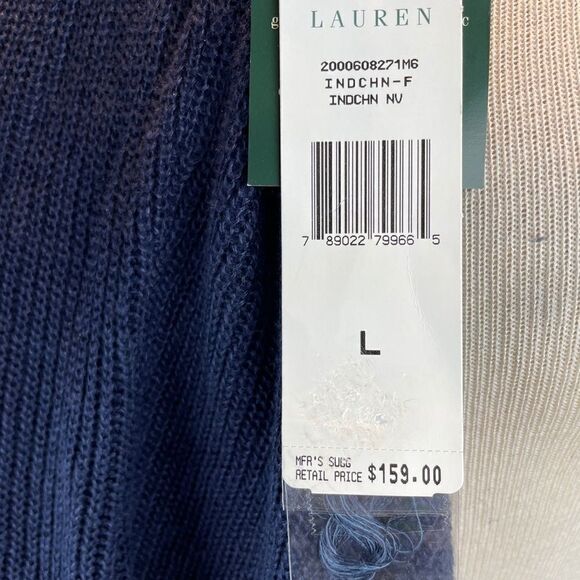 LAUREN
2000608271M6
INDCHN-F
INDCHN NV
7 89022 79966 5
L
MFR'S SUGG
RETAIL PRICE $159.00